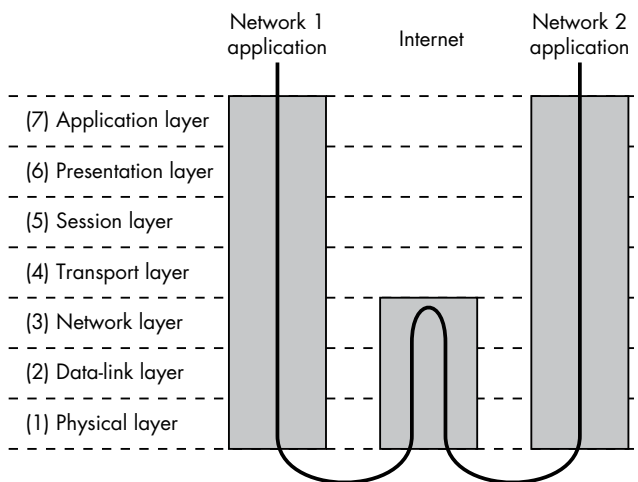 Network 1
application
Internet
Network 2
application
(7) Application layer
(6) Presentation layer
(5) Session layer
(4) Transport layer
(3) Network layer
(2) Data-link layer
(1) Physical layer